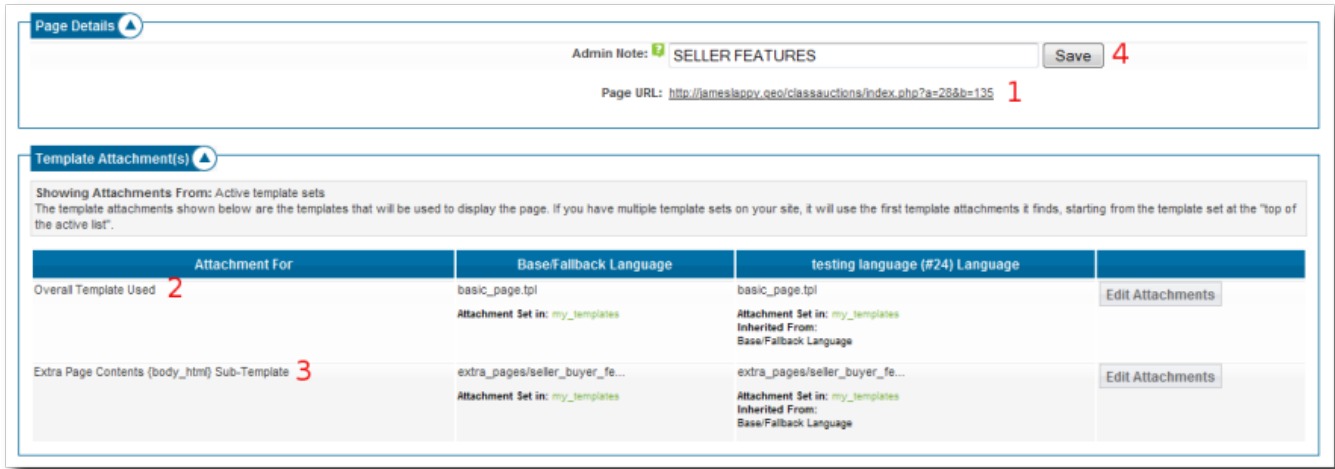 Page Details
Admin Note: ? SELLER FEATURES Save 4
Page URL: http://jameslappy.geo/classauctions/index.php?a=28&b=135 1
Template Attachment(s)
Showing Attachments From: Active template sets
The template attachments shown below are the templates that will be used to display the page. If you have multiple template sets on your site, it will use the first template attachments it finds, starting from the template set at the "top of
the active list".
Attachment For Base/Fallback Language testing language (#24) Language
Overall Template Used 2 basic_page.tpl basic_page.tpl Edit Attachments
Attachment Set in: my_templates Attachment Set in: my_templates
Inherited From:
Base/Fallback Language
Extra Page Contents {body_html} Sub-Template 3 extra_pages/seller_buyer_fe... extra_pages/seller_buyer_fe... Edit Attachments
Attachment Set in: my_templates Attachment Set in: my_templates
Inherited From:
Base/Fallback Language